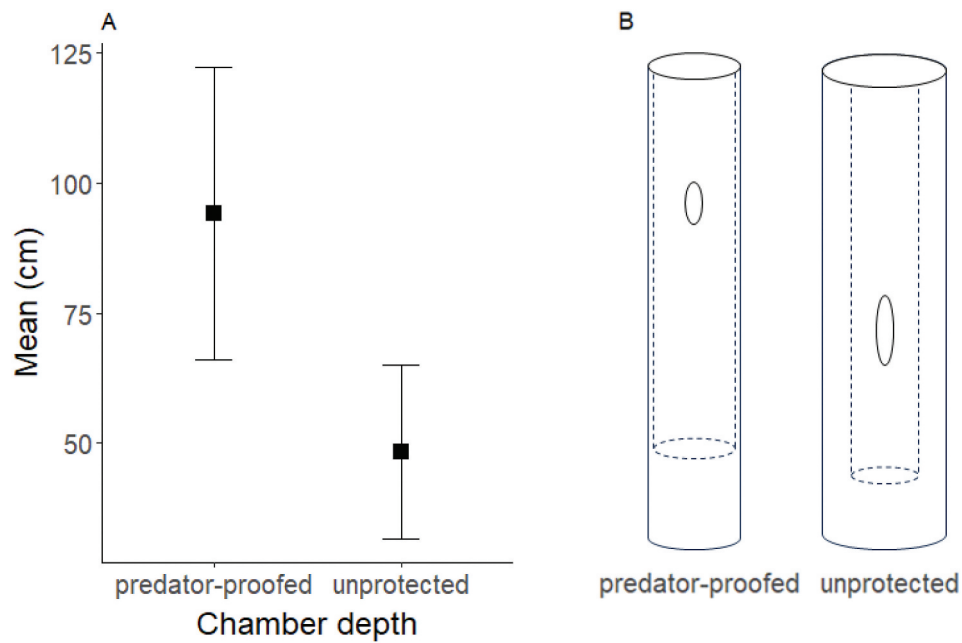 A
B
125
100
75
50
Mean (cm)
predator-proofed unprotected
Chamber depth
predator-proofed unprotected